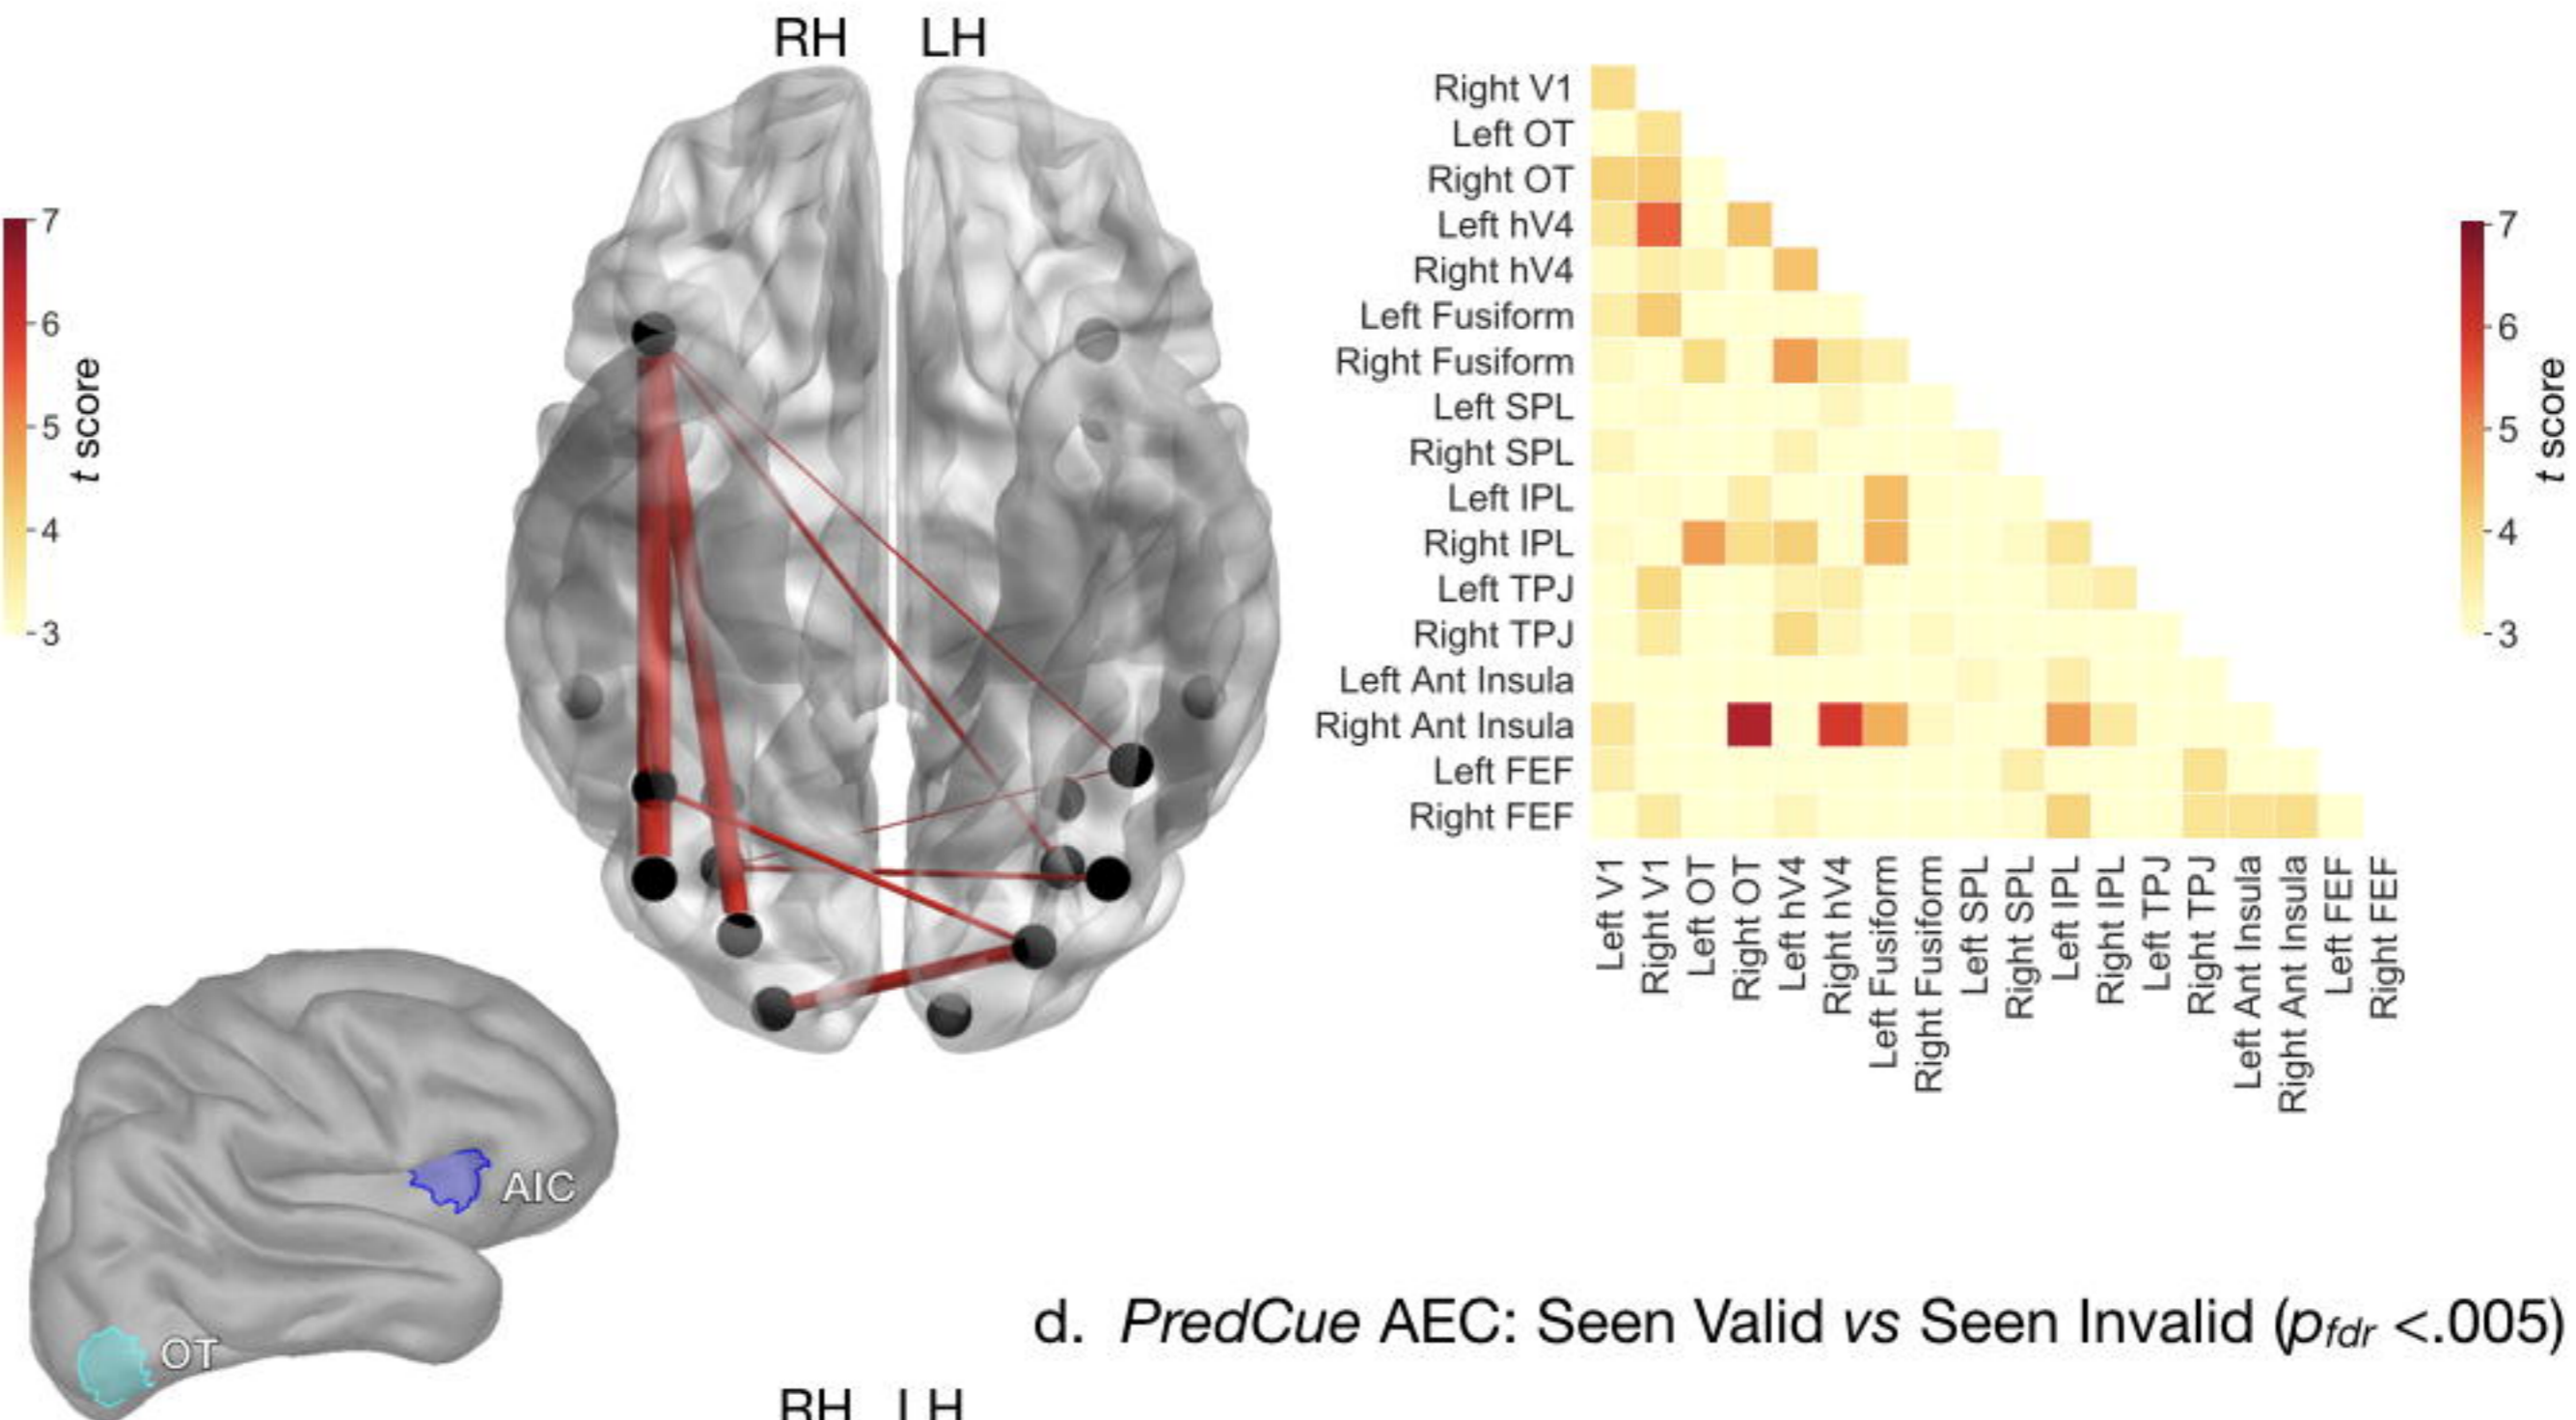 RH LH
7
6
5
4
3
t score
Right V1
Left OT
Right OT
Left hV4
Right hV4
Left Fusiform
Right Fusiform
Left SPL
Right SPL
Left IPL
Right IPL
Left TPJ
Right TPJ
Left Ant Insula
Right Ant Insula
Left FEF
Right FEF
Left V1
Right V1
Left OT
Right OT
Left hV4
Right hV4
Left Fusiform
Right Fusiform
Left SPL
Right SPL
Left IPL
Right IPL
Left TPJ
Right TPJ
Left Ant Insula
Right Ant Insula
Left FEF
Right FEF
7
6
5
4
3
t score
AIC
OT
d. PredCue AEC: Seen Valid vs Seen Invalid (pfdr <.005)
RH LH